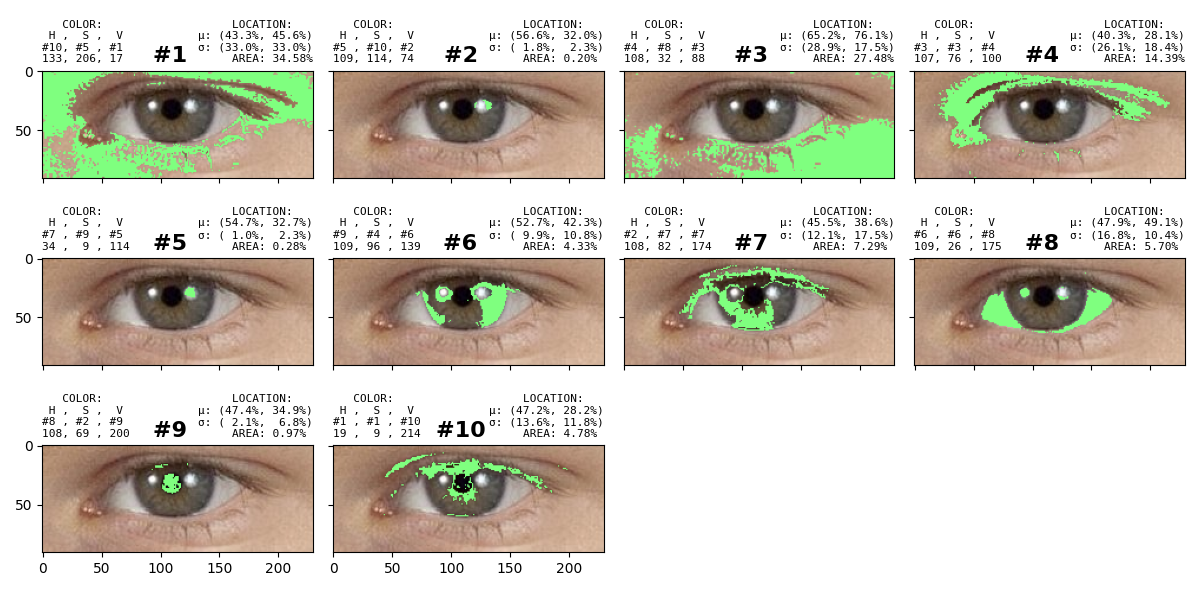 COLOR: LOCATION:
H , S , V μ: (43.3%, 45.6%)
#10, #5 , #1 σ: (33.0%, 33.0%)
133, 206, 17 #1 AREA: 34.58%
COLOR: LOCATION:
H , S , V μ: (56.6%, 32.0%)
#5 , #10, #2 σ: ( 1.8%, 2.3%)
109, 114, 74 #2 AREA: 0.20%
COLOR: LOCATION:
H , S , V μ: (65.2%, 76.1%)
#4 , #8 , #3 σ: (28.9%, 17.5%)
108, 32 , 88 #3 AREA: 27.48%
COLOR: LOCATION:
H , S , V μ: (40.3%, 28.1%)
#3 , #3 , #4 σ: (26.1%, 18.4%)
107, 76 , 100 #4 AREA: 14.39%
0
50
COLOR: LOCATION:
H , S , V μ: (54.7%, 32.7%)
#7 , #9 , #5 σ: ( 1.0%, 2.3%)
34 , 9 , 114 #5 AREA: 0.28%
COLOR: LOCATION:
H , S , V μ: (52.7%, 42.3%)
#9 , #4 , #6 σ: ( 9.9%, 10.8%)
109, 96 , 139 #6 AREA: 4.33%
COLOR: LOCATION:
H , S , V μ: (45.5%, 38.6%)
#2 , #7 , #7 σ: (12.1%, 17.5%)
108, 82 , 174 #7 AREA: 7.29%
COLOR: LOCATION:
H , S , V μ: (47.9%, 49.1%)
#6 , #6 , #8 σ: (16.8%, 10.4%)
109, 26 , 175 #8 AREA: 5.70%
0
50
COLOR: LOCATION:
H , S , V μ: (47.4%, 34.9%)
#8 , #2 , #9 σ: ( 2.1%, 6.8%)
108, 69 , 200 #9 AREA: 0.97%
COLOR: LOCATION:
H , S , V μ: (47.2%, 28.2%)
#1 , #1 , #10 σ: (13.6%, 11.8%)
19 , 9 , 214 #10 AREA: 4.78%
0
50
0 50 100 150 200
0 50 100 150 200